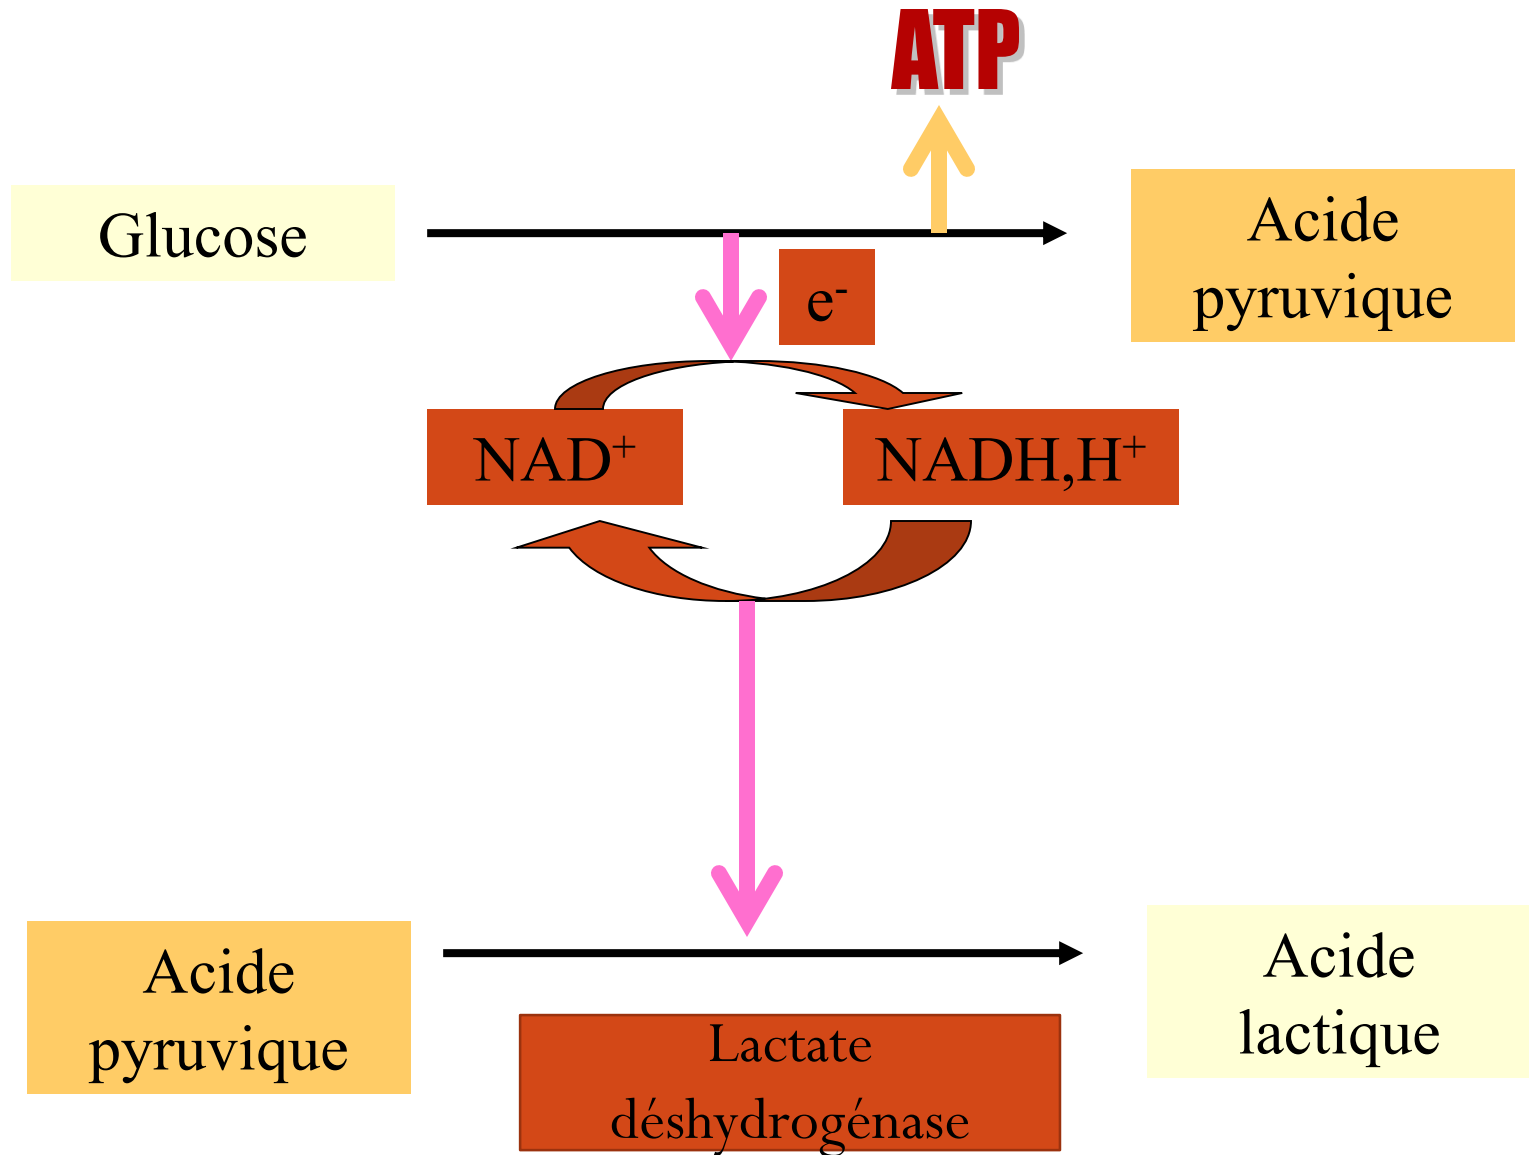 ATP
Glucose
Acide
pyruvique
e⁻
NAD⁺
NADH,H⁺
Acide
pyruvique
Acide
lactique
Lactate
déshydrogénase